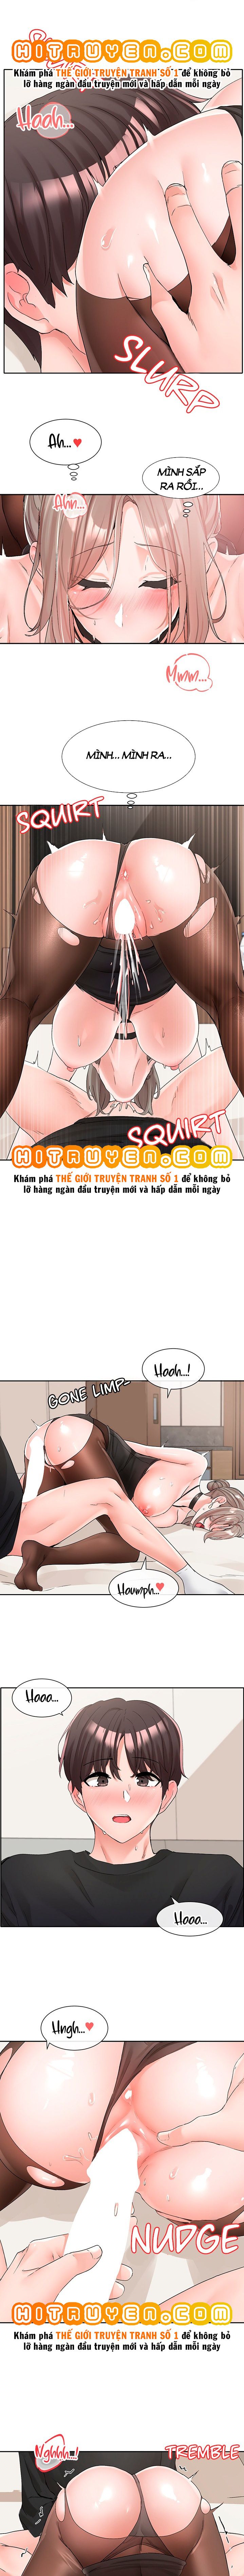 HITRUYEN.COM
Khám phá THẾ GIỚI TRUYỆN TRANH SỐ 1 để không bỏ
lỡ hàng ngàn đầu truyện mới và hấp dẫn mỗi ngày
Hooh...
SLURP
Ah...♥
MÌNH SẮP
RA RỒI...
Ahh...
Mmm...
MÌNH... MÌNH RA...
SQUIRT
SQUIRT
HITRUYEN.COM
Khám phá THẾ GIỚI TRUYỆN TRANH SỐ 1 để không bỏ
lỡ hàng ngàn đầu truyện mới và hấp dẫn mỗi ngày
Hooh...!
GONE LIMP~
Haumph...♥
Hooo...
Hooo...
Hngh...♥
NUDGE
HITRUYEN.COM
Khám phá THẾ GIỚI TRUYỆN TRANH SỐ 1 để không bỏ
lỡ hàng ngàn đầu truyện mới và hấp dẫn mỗi ngày
TREMBLE
Nghhh...!